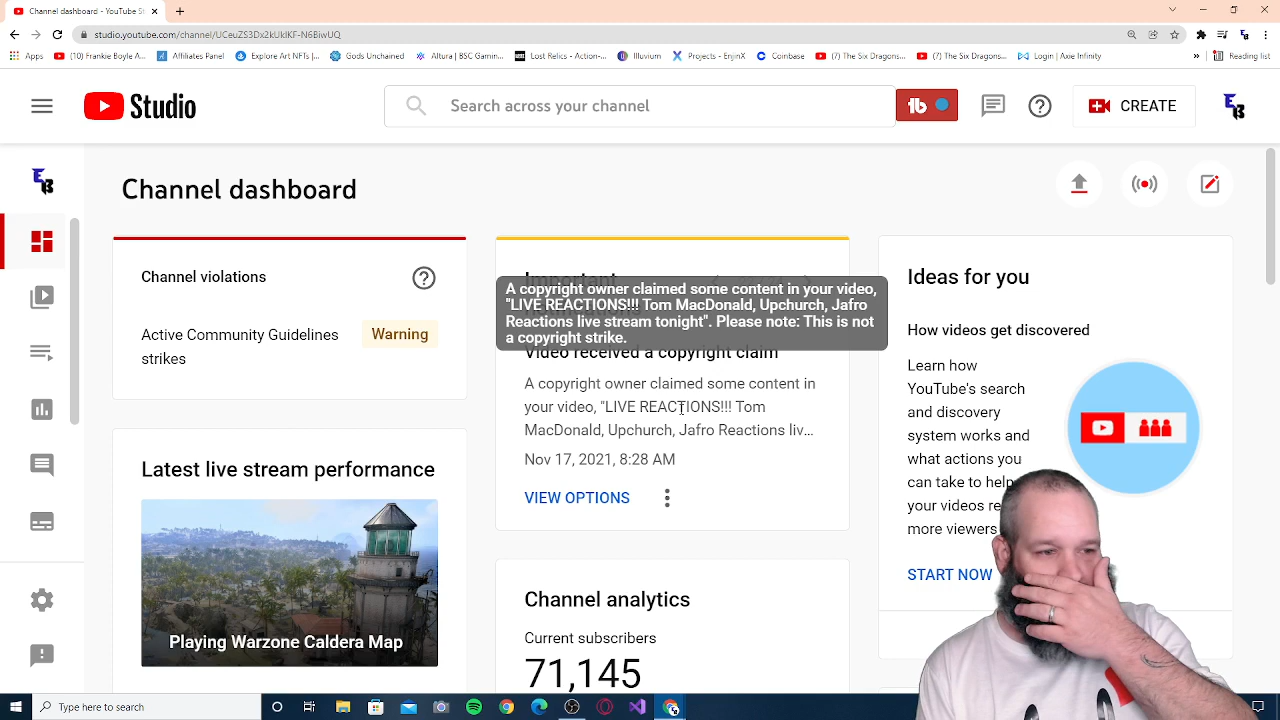 Channel dashboard - YouTube St
studio.youtube.com/channel/UCeuZS3Dx2kUkIKF-N6BiwUQ
Apps
(10) Frankie Bale A...
Affiliates Panel
Explore Art NFTs |...
Gods Unchained
Altura (BSC Gamin...
Lost Relics - Action-...
Illuvium
Projects - EnjinX
Coinbase
(7) (The Six Dragons...
(7) (The Six Dragons...
Login | Axie Infinity
»
Reading list
Studio
Search across your channel
CREATE
Channel dashboard
Channel violations
Active Community Guidelines
strikes
Warning
Latest live stream performance
Playing Warzone Caldera Map
Important
A copyright owner claimed some content in your video,
"LIVE REACTIONS!!! Tom MacDonald, Upchurch, Jafro
Reactions live stream tonight". Please note: This is not
a copyright strike.
Video received a copyright claim
A copyright owner claimed some content in
your video, "LIVE REACTIONS!!! Tom
MacDonald, Upchurch, Jafro Reactions liv...
Nov 17, 2021, 8:28 AM
VIEW OPTIONS
Channel analytics
Current subscribers
71,145
Ideas for you
How videos get discovered
Learn how
YouTube's search
and discovery
system works and
what actions you
can take to help
your videos re
more viewers
START NOW
Type here to search